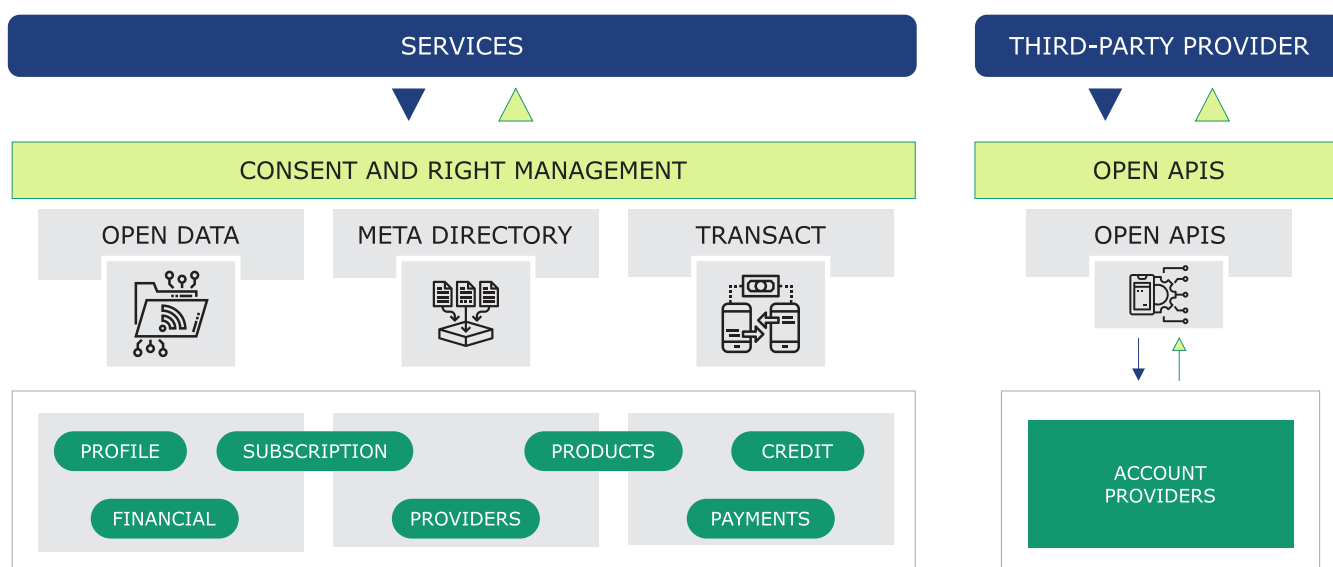 SERVICES
THIRD-PARTY PROVIDER
CONSENT AND RIGHT MANAGEMENT
OPEN APIS
OPEN DATA
META DIRECTORY
TRANSACT
OPEN APIS
PROFILE
SUBSCRIPTION
PRODUCTS
CREDIT
FINANCIAL
PROVIDERS
PAYMENTS
ACCOUNT
PROVIDERS